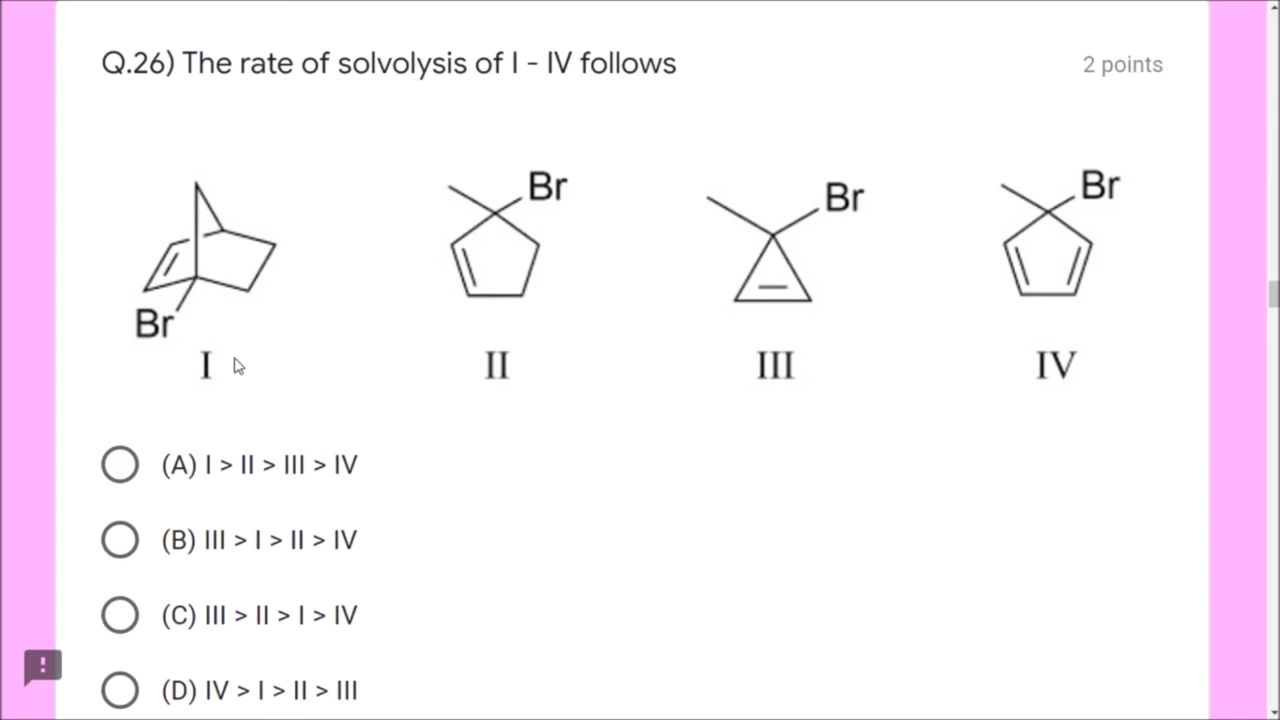 Q.26) The rate of solvolysis of I - IV follows
2 points
Br
Br
Br
Br
I
II
III
IV
(A) I > II > III > IV
(B) III > I > II > IV
(C) III > II > I > IV
(D) IV > I > II > III
!